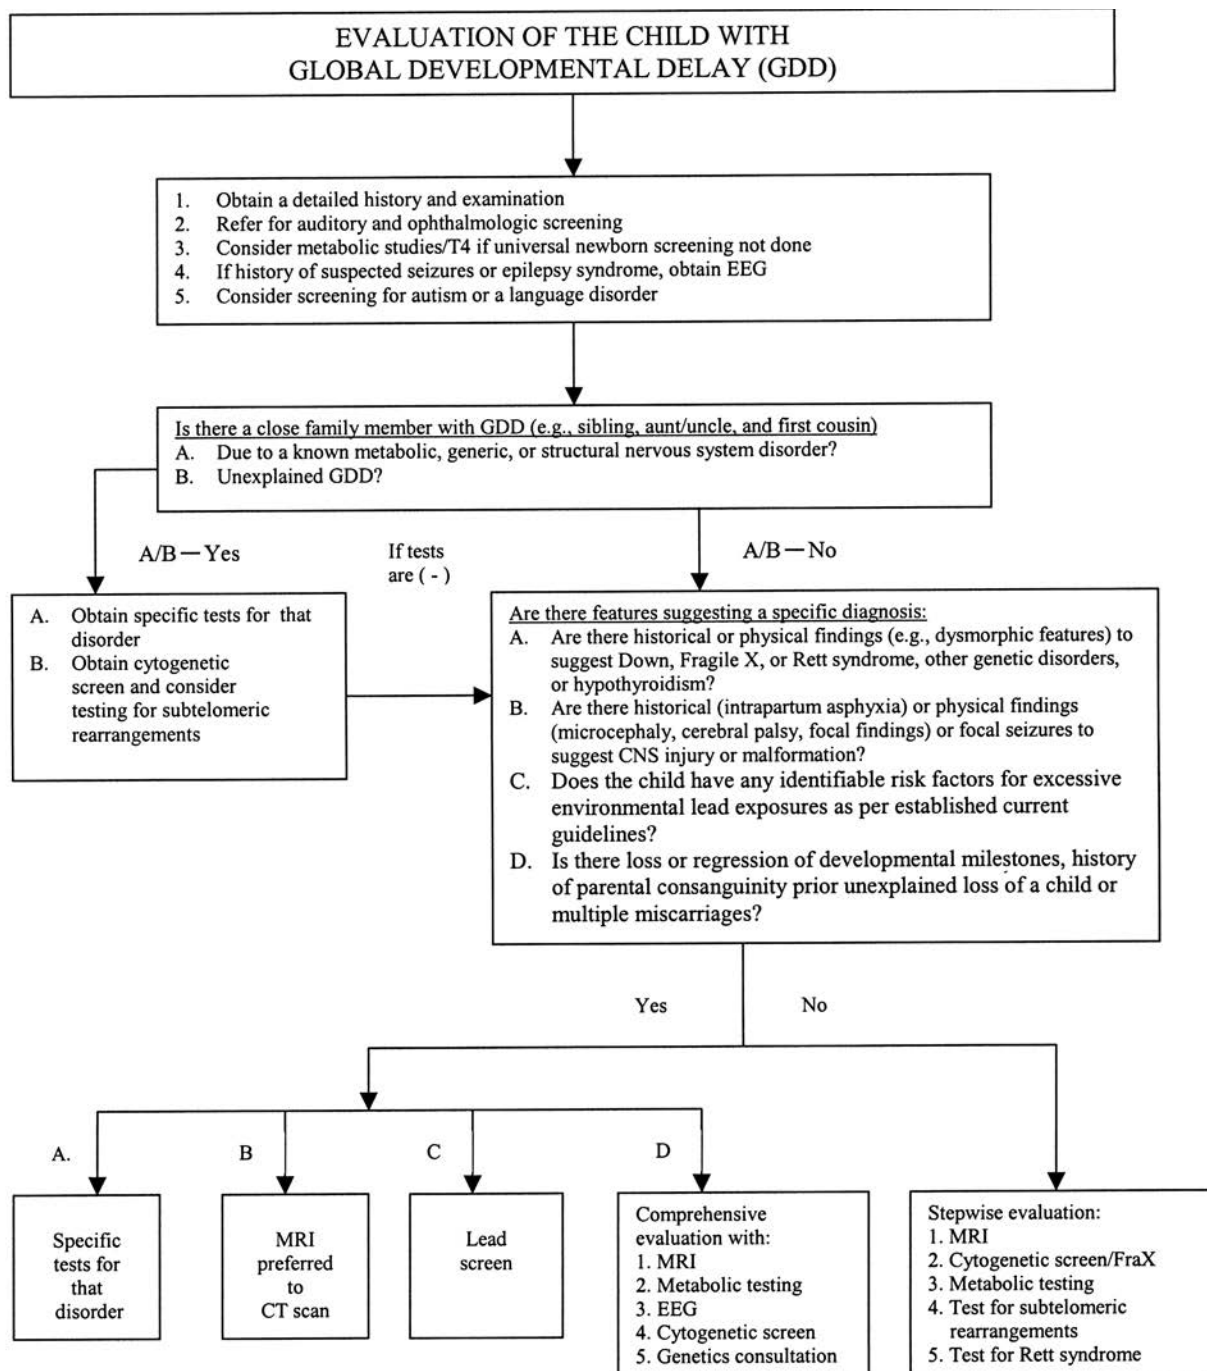 EVALUATION OF THE CHILD WITH
GLOBAL DEVELOPMENTAL DELAY (GDD)
1. Obtain a detailed history and examination
2. Refer for auditory and ophthalmologic screening
3. Consider metabolic studies/T4 if universal newborn screening not done
4. If history of suspected seizures or epilepsy syndrome, obtain EEG
5. Consider screening for autism or a language disorder
Is there a close family member with GDD (e.g., sibling, aunt/uncle, and first cousin)
A. Due to a known metabolic, generic, or structural nervous system disorder?
B. Unexplained GDD?
A/B — Yes
If tests
are ( - )
A/B — No
A. Obtain specific tests for that
disorder
B. Obtain cytogenetic
screen and consider
testing for subtelomeric
rearrangements
Are there features suggesting a specific diagnosis:
A. Are there historical or physical findings (e.g., dysmorphic features) to
suggest Down, Fragile X, or Rett syndrome, other genetic disorders,
or hypothyroidism?
B. Are there historical (intrapartum asphyxia) or physical findings
(microcephaly, cerebral palsy, focal findings) or focal seizures to
suggest CNS injury or malformation?
C. Does the child have any identifiable risk factors for excessive
environmental lead exposures as per established current
guidelines?
D. Is there loss or regression of developmental milestones, history
of parental consanguinity prior unexplained loss of a child or
multiple miscarriages?
Yes
No
A.
B
C
D
Specific
tests for
that
disorder
MRI
preferred
to
CT scan
Lead
screen
Comprehensive
evaluation with:
1. MRI
2. Metabolic testing
3. EEG
4. Cytogenetic screen
5. Genetics consultation
Stepwise evaluation:
1. MRI
2. Cytogenetic screen/FraX
3. Metabolic testing
4. Test for subtelomeric
rearrangements
5. Test for Rett syndrome